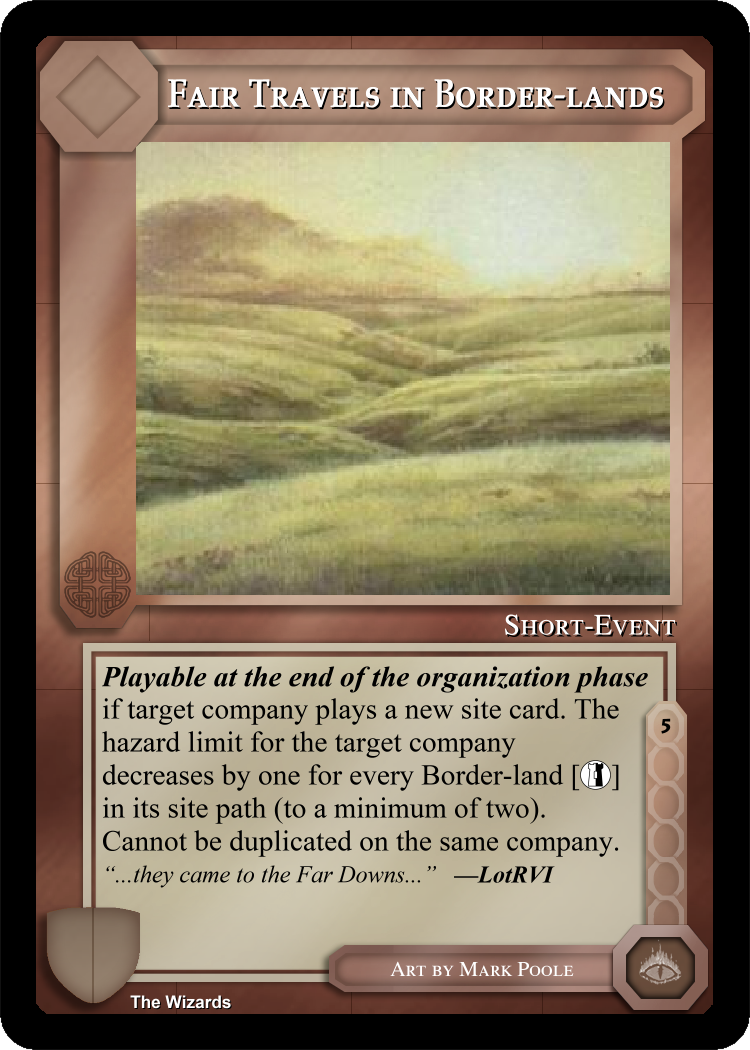 Fair Travels in Border-lands
Short-Event
Playable at the end of the organization phase
if target company plays a new site card. The
hazard limit for the target company
decreases by one for every Border-land []
in its site path (to a minimum of two).
Cannot be duplicated on the same company.
“...they came to the Far Downs...” —LotRVI
5
Art by Mark Poole
The Wizards